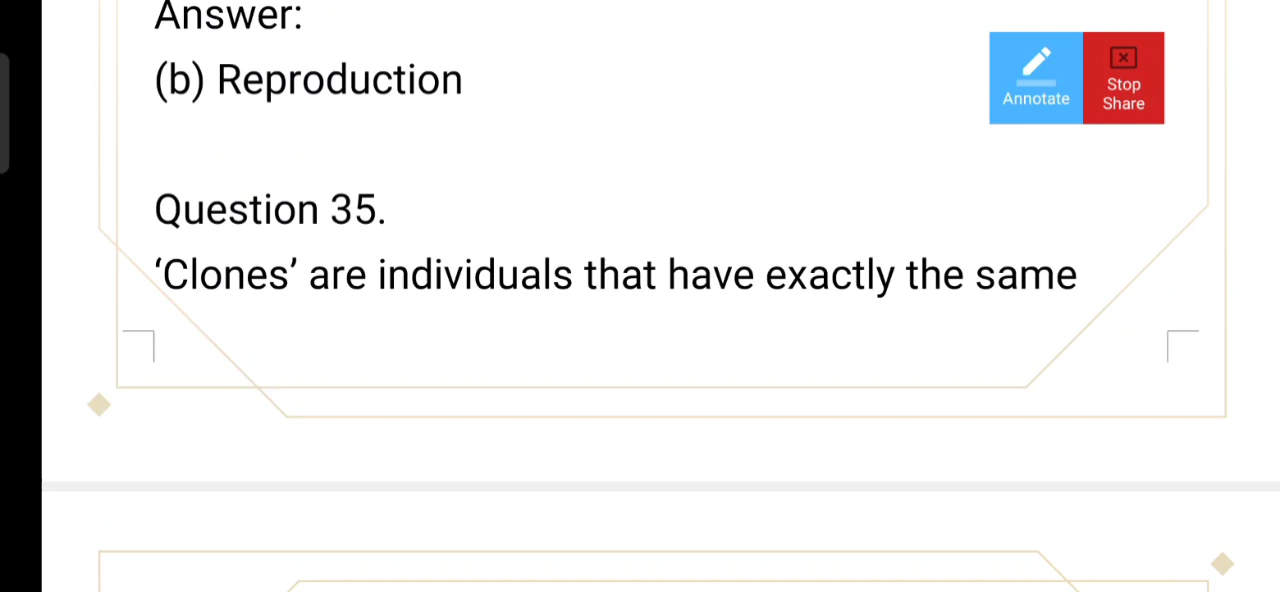 Answer:
(b) Reproduction
Annotate
Stop
Share
Question 35.
‘Clones’ are individuals that have exactly the same